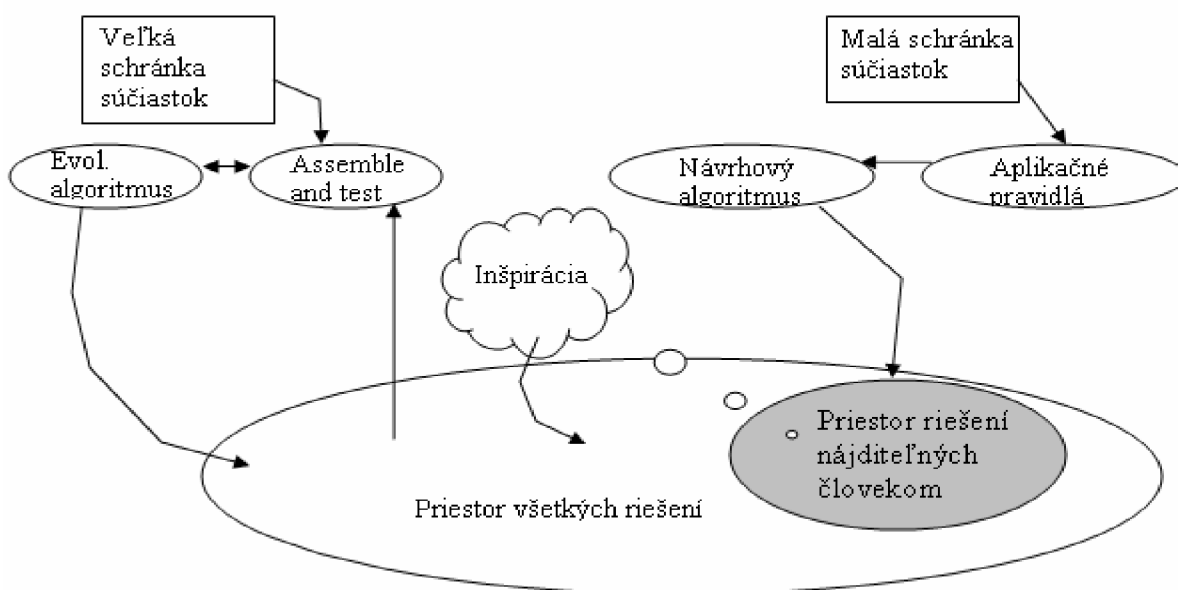 Veľká
schránka
súčiastok
Malá schránka
súčiastok
Evol.
algoritmus
Assemble
and test
Návrhový
algoritmus
Aplikačné
pravidlá
Inšpirácia
Priestor riešení
nájditeľných
človekom
Priestor všetkých riešení